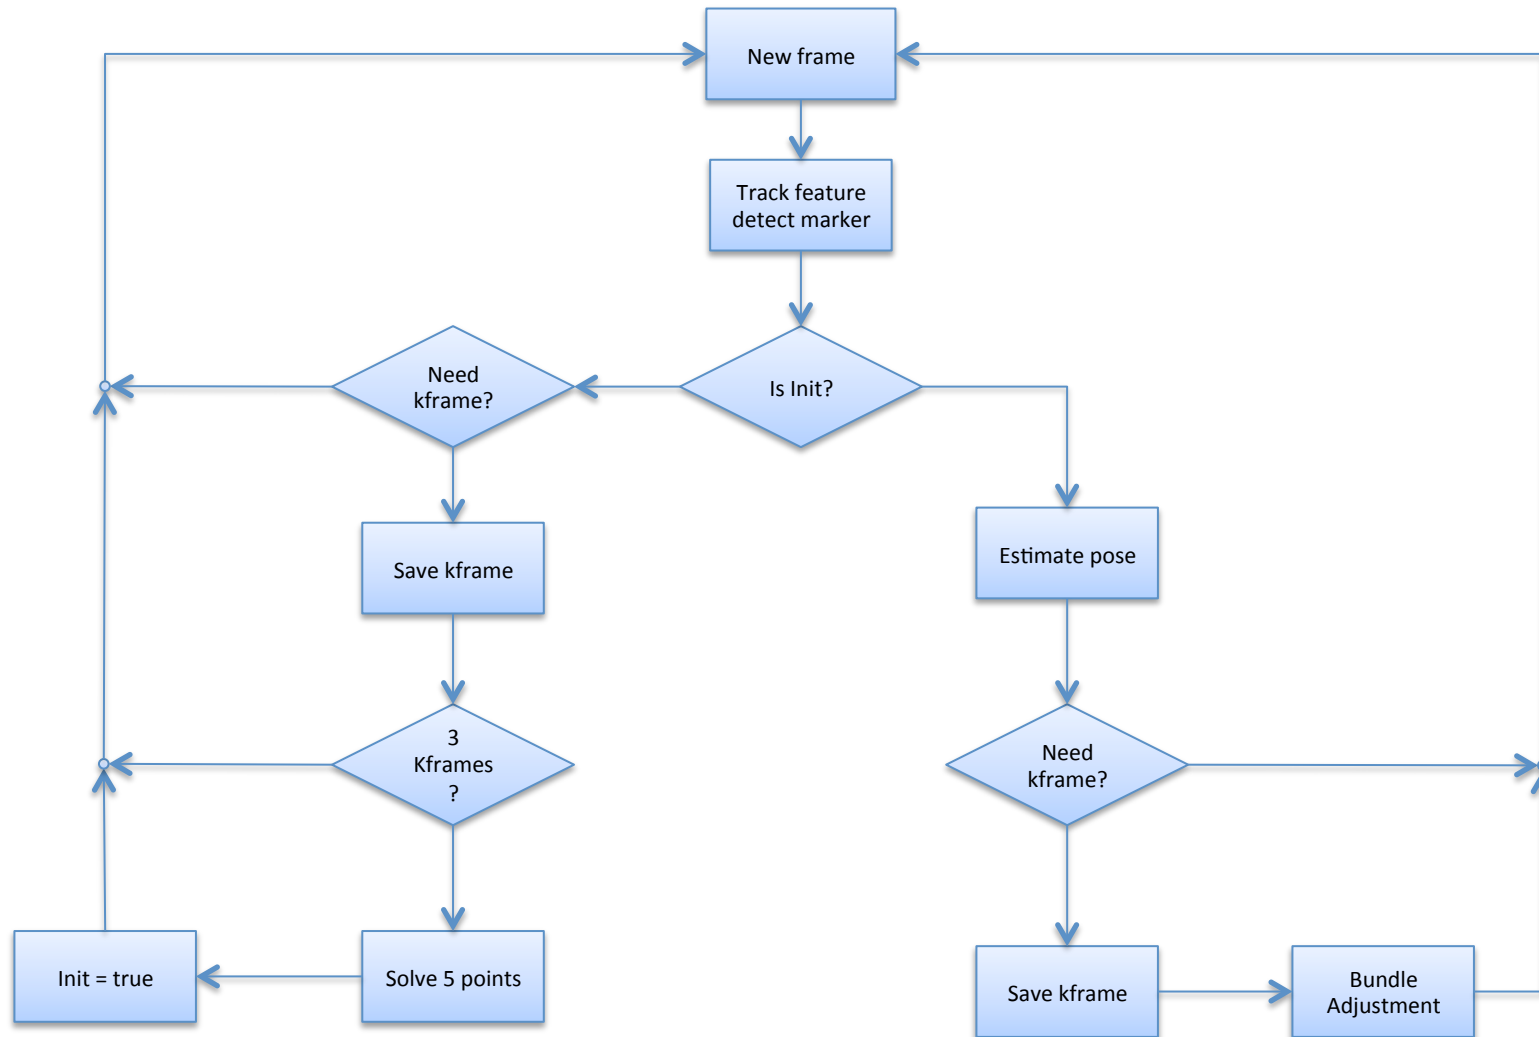 New frame
Track feature
detect marker
Is Init?
Need
kframe?
Save kframe
3
Kframes
?
Solve 5 points
Init = true
Estimate pose
Need
kframe?
Save kframe
Bundle
Adjustment